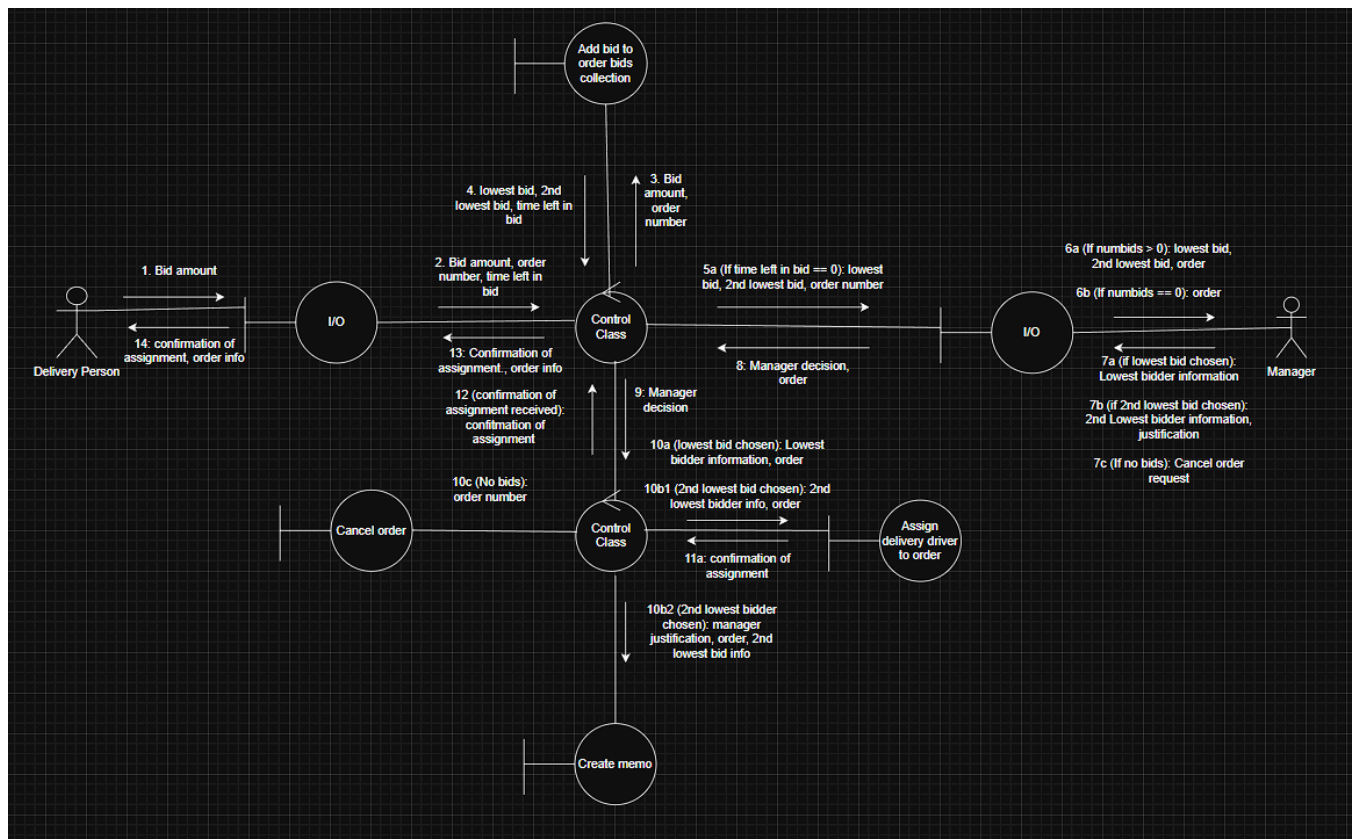 Add bid to
order bids
collection
4. lowest bid, 2nd
lowest bid, time left in
bid
3. Bid
amount,
order
number
1. Bid amount
2. Bid amount, order
number, time left in
bid
5a (If time left in bid == 0): lowest
bid, 2nd lowest bid, order number
6a (If numbids > 0): lowest bid,
2nd lowest bid, order
6b (If numbids == 0): order
I/O
Control
Class
I/O
14: confirmation of
assignment, order info
Delivery Person
13: Confirmation of
assignment., order info
8: Manager decision,
order
7a (if lowest bid chosen):
Lowest bidder information
Manager
12 (confirmation of
assignment received):
confitmation of
assignment
9: Manager
decision
7b (if 2nd lowest bid chosen):
2nd Lowest bidder information,
justification
7c (If no bids): Cancel order
request
10a (lowest bid chosen): Lowest
bidder information, order
10c (No bids):
order number
10b1 (2nd lowest bid chosen): 2nd
lowest bidder info, order
Cancel order
Control
Class
Assign
delivery driver
to order
11a: confirmation of
assignment
10b2 (2nd lowest bidder
chosen): manager
justification, order, 2nd
lowest bid info
Create memo